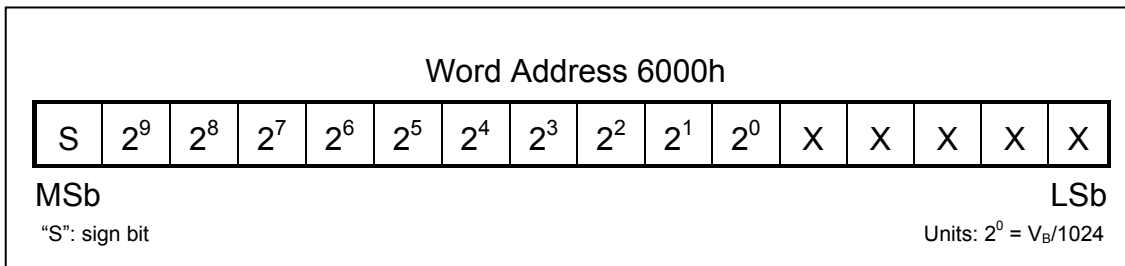 Word Address 6000h
S 2⁹ 2⁸ 2⁷ 2⁶ 2⁵ 2⁴ 2³ 2² 2¹ 2⁰ X X X X X
MSb LSb
“S”: sign bit Units: 2⁰ = V_B/1024